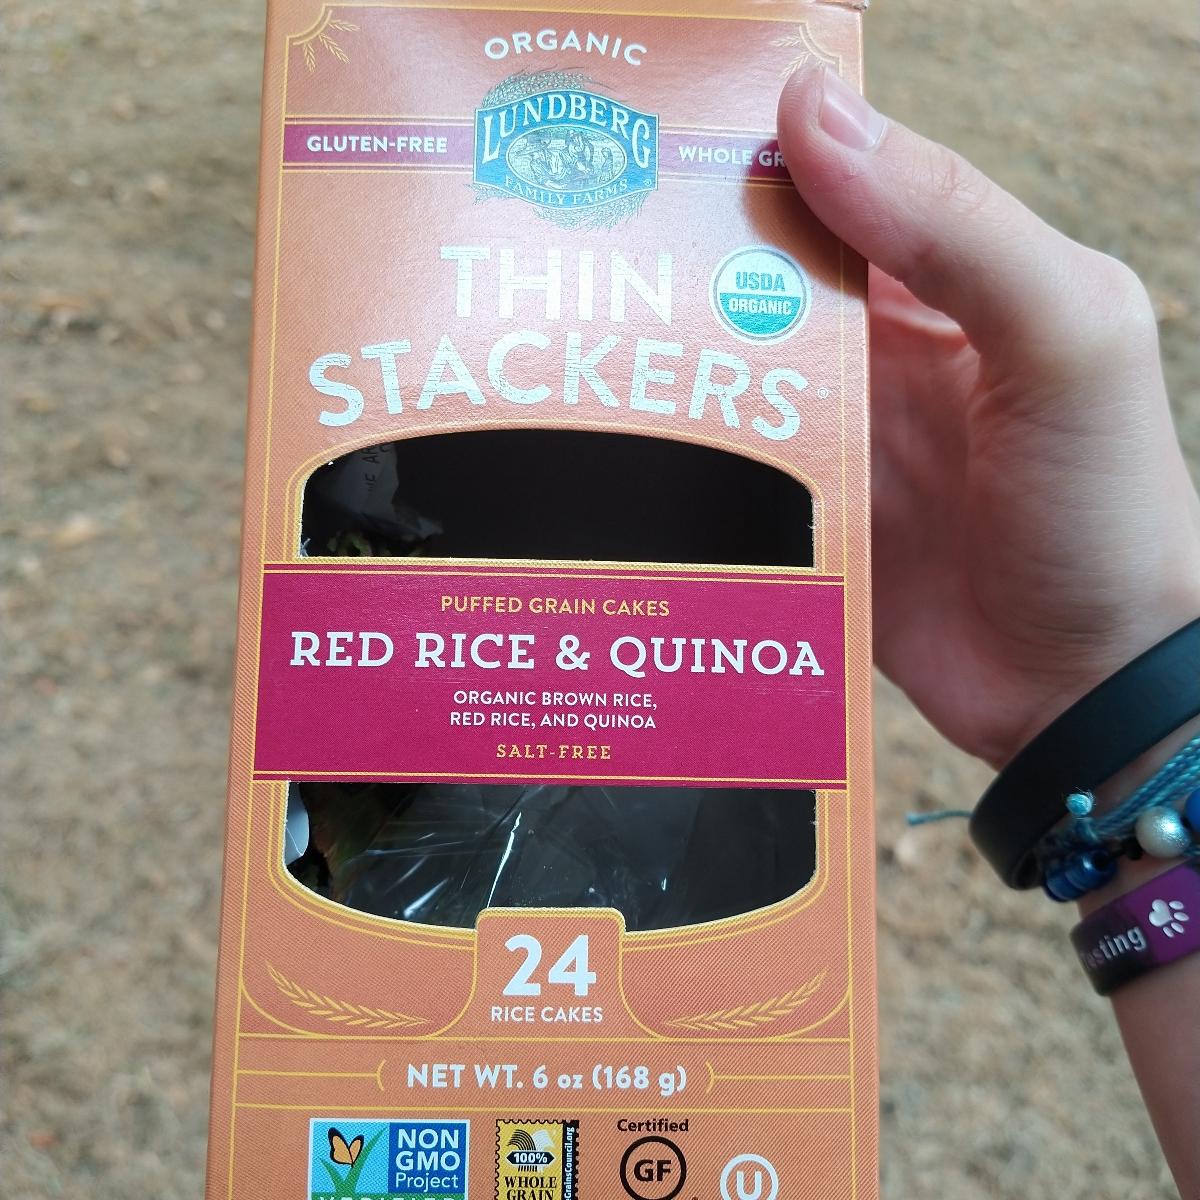 ORGANIC
LUNDBERG
FAMILY FARMS
GLUTEN-FREE
WHOLE
THIN
STACKERS
USDA
ORGANIC
PUFFED GRAIN CAKES
RED RICE & QUINOA
ORGANIC BROWN RICE,
RED RICE, AND QUINOA
SALT-FREE
24
RICE CAKES
NET WT. 6 oz (168 g)
NON
GMO
Project
VERIFIED
100%
WHOLE
GRAIN
Certified
GF
U